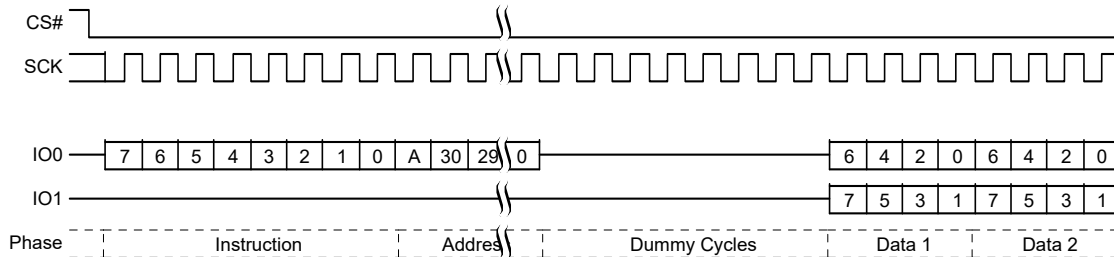 CS#
SCK
IO0 7 6 5 4 3 2 1 0 A 30 29 0 6 4 2 0 6 4 2 0
IO1 7 5 3 1 7 5 3 1
Phase Instruction Addres Dummy Cycles Data 1 Data 2